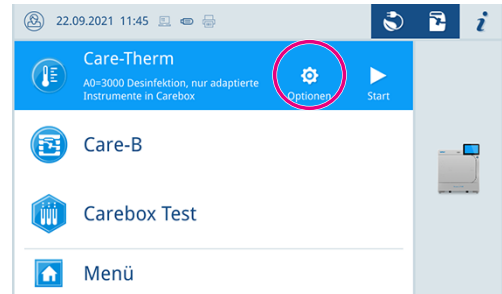 22.09.2021 11:45
i
Care-Therm
A0=3000 Desinfektion, nur adaptierte
Instrumente in Carebox
Optionen
Start
Care-B
Carebox Test
Menü